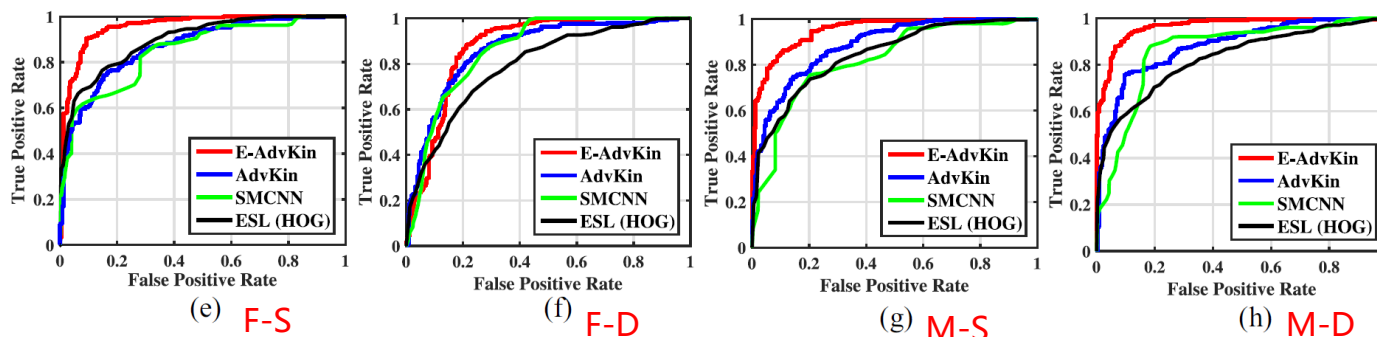 True Positive Rate
1
0.8
0.6
0.4
0.2
0
E-AdvKin
AdvKin
SMCNN
ESL (HOG)
0 0.2 0.4 0.6 0.8 1
False Positive Rate
(e) F-S
True Positive Rate
1
0.8
0.6
0.4
0.2
0
E-AdvKin
AdvKin
SMCNN
ESL (HOG)
0 0.2 0.4 0.6 0.8 1
False Positive Rate
(f) F-D
True Positive Rate
1
0.8
0.6
0.4
0.2
0
E-AdvKin
AdvKin
SMCNN
ESL (HOG)
0 0.2 0.4 0.6 0.8 1
False Positive Rate
(g) M-S
True Positive Rate
1
0.8
0.6
0.4
0.2
0
E-AdvKin
AdvKin
SMCNN
ESL (HOG)
0 0.2 0.4 0.6 0.8
False Positive Rate
(h) M-D